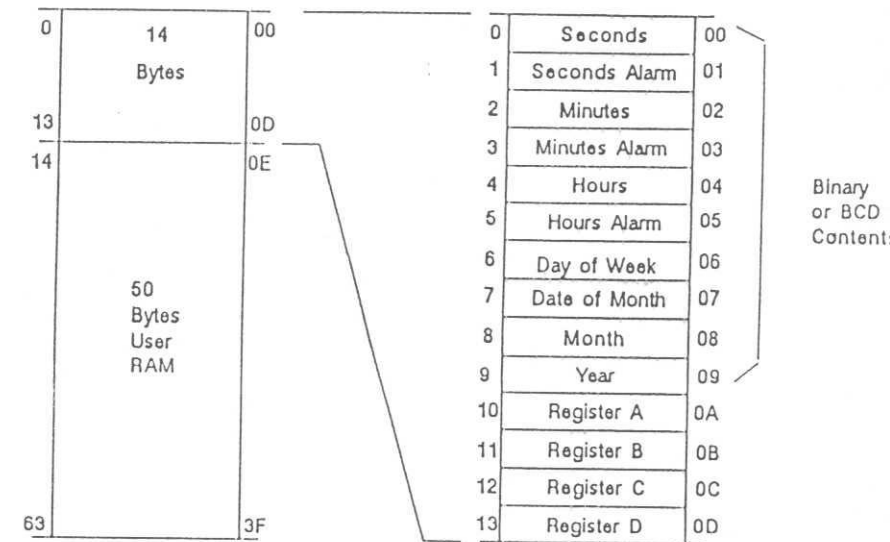 0 14 00
Bytes
13 0D
14 0E
50
Bytes
User
RAM
63 3F
0 Seconds 00
1 Seconds Alarm 01
2 Minutes 02
3 Minutes Alarm 03
4 Hours 04
5 Hours Alarm 05
6 Day of Week 06
7 Date of Month 07
8 Month 08
9 Year 09
10 Register A 0A
11 Register B 0B
12 Register C 0C
13 Register D 0D
Binary
or BCD
Contents